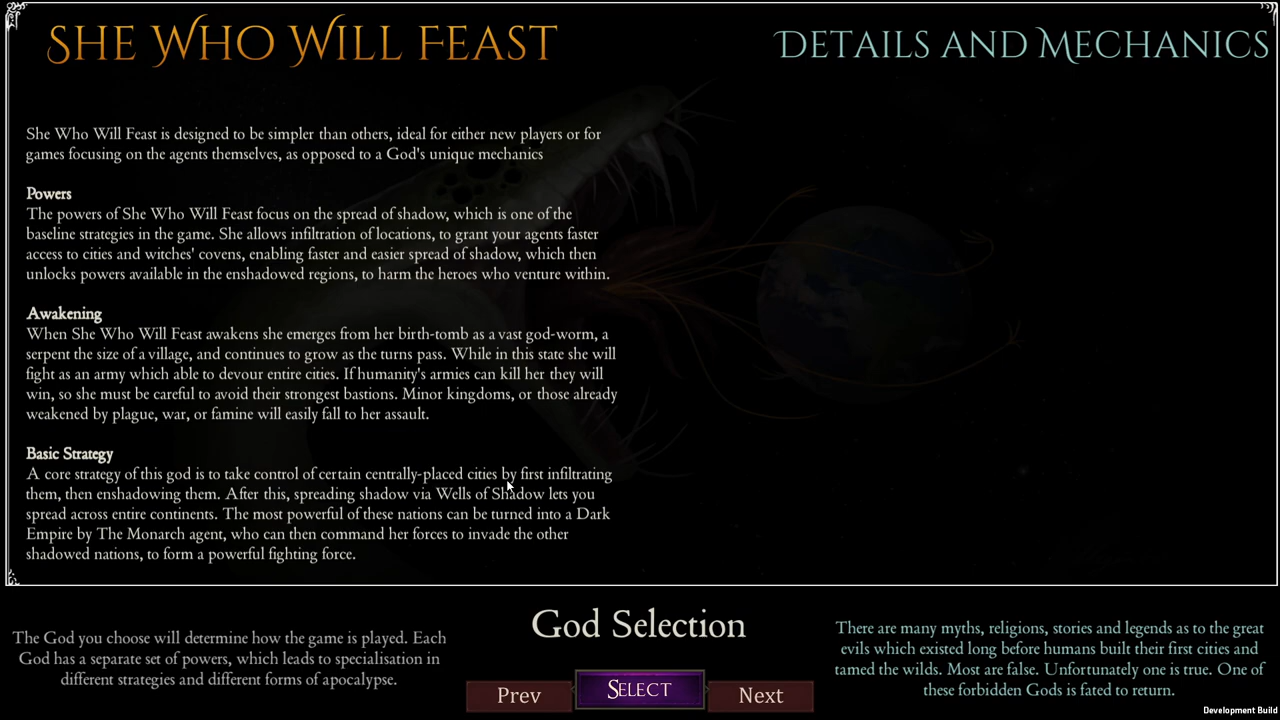 She Who Will Feast
Details and Mechanics
She Who Will Feast is designed to be simpler than others, ideal for either new players or for
games focusing on the agents themselves, as opposed to a God's unique mechanics
Powers
The powers of She Who Will Feast focus on the spread of shadow, which is one of the
baseline strategies in the game. She allows infiltration of locations, to grant your agents faster
access to cities and witches' covens, enabling faster and easier spread of shadow, which then
unlocks powers available in the enshadowed regions, to harm the heroes who venture within.
Awakening
When She Who Will Feast awakens she emerges from her birth-tomb as a vast god-worm, a
serpent the size of a village, and continues to grow as the turns pass. While in this state she will
fight as an army which able to devour entire cities. If humanity's armies can kill her they will
win, so she must be careful to avoid their strongest bastions. Minor kingdoms, or those already
weakened by plague, war, or famine will easily fall to her assault.
Basic Strategy
A core strategy of this god is to take control of certain centrally-placed cities by first infiltrating
them, then enshadowing them. After this, spreading shadow via Wells of Shadow lets you
spread across entire continents. The most powerful of these nations can be turned into a Dark
Empire by The Monarch agent, who can then command her forces to invade the other
shadowed nations, to form a powerful fighting force.
The God you choose will determine how the game is played. Each
God has a separate set of powers, which leads to specialisation in
different strategies and different forms of apocalypse.
God Selection
Prev
Select
Next
There are many myths, religions, stories and legends as to the great
evils which existed long before humans built their first cities and
tamed the wilds. Most are false. Unfortunately one is true. One of
these forbidden Gods is fated to return.
Development Build